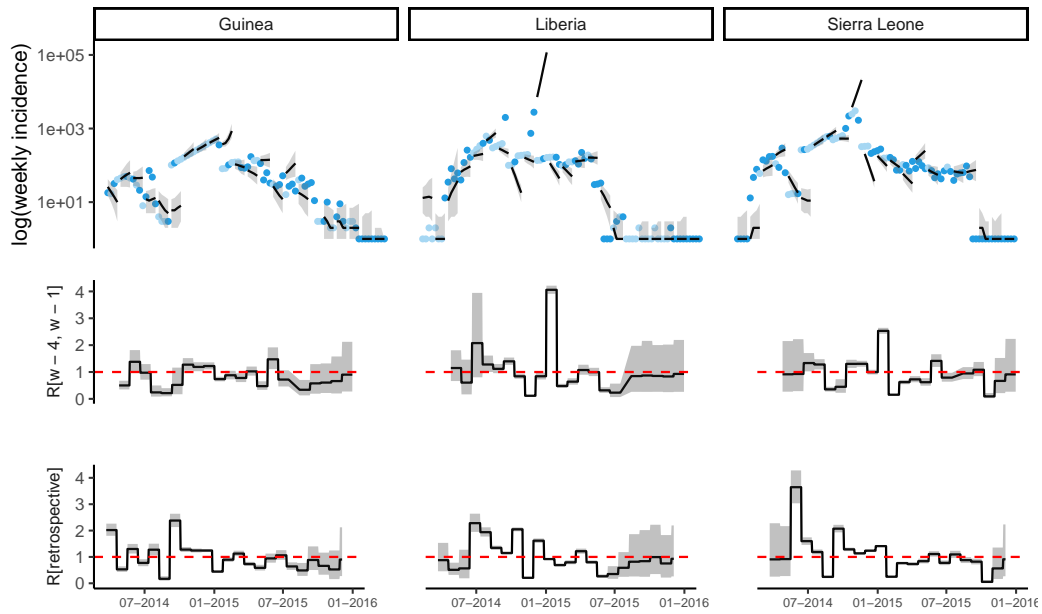 Guinea Liberia Sierra Leone
log(weekly incidence)
1e+05
1e+03
1e+01
R[w − 4, w − 1]
4
3
2
1
0
R[retrospective]
4
3
2
1
0
07−2014 01−2015 07−2015 01−2016 07−2014 01−2015 07−2015 01−2016 07−2014 01−2015 07−2015 01−2016